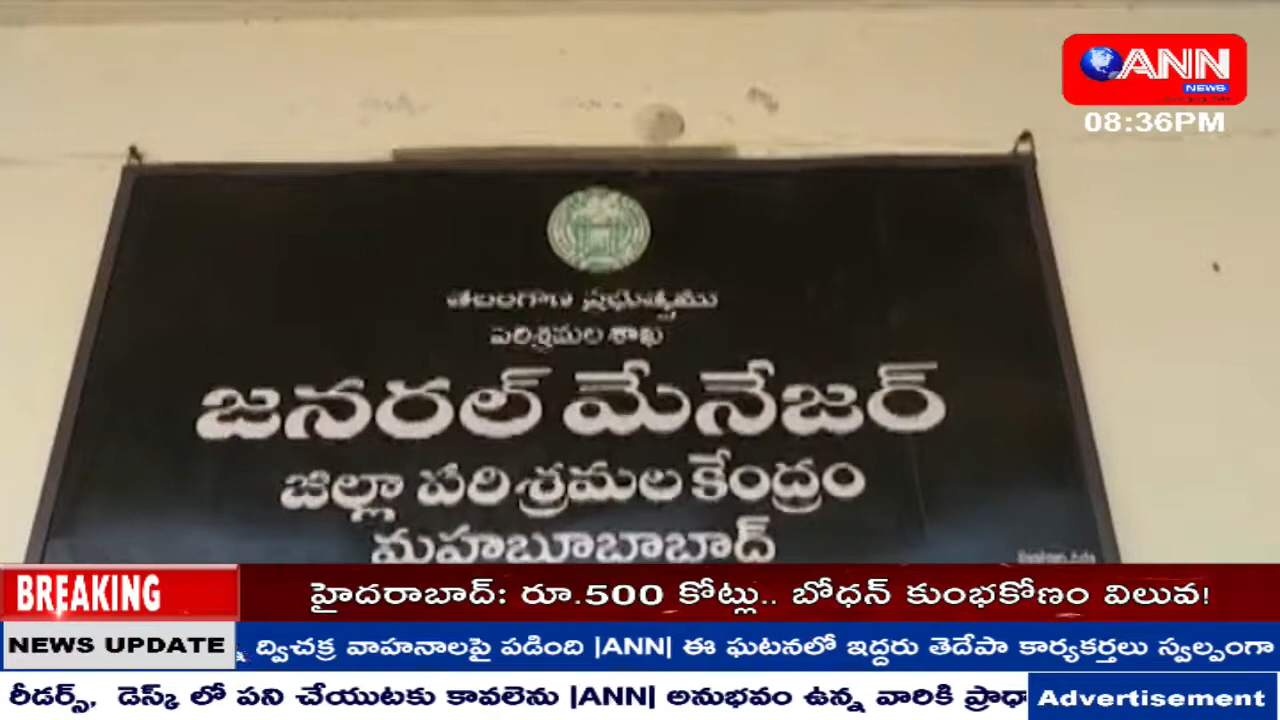 ANN
NEWS
08:36PM
తెలంగాణ ప్రభుత్వము
పరిశ్రమల శాఖ
జనరల్ మేనేజర్
జిల్లా పరిశ్రమల కేంద్రం
మహబూబాబాద్
BREAKING
హైదరాబాద్: రూ.500 కోట్లు.. బోధన్ కుంభకోణం విలువ!
NEWS UPDATE
ద్విచక్ర వాహనాలపై పడింది |ANN| ఈ ఘటనలో ఇద్దరు తెదేపా కార్యకర్తలు స్వల్పంగా
రీడర్స్, డెస్క్ లో పని చేయుటకు కావలెను |ANN| అనుభవం ఉన్న వారికి ప్రాధా
Advertisement